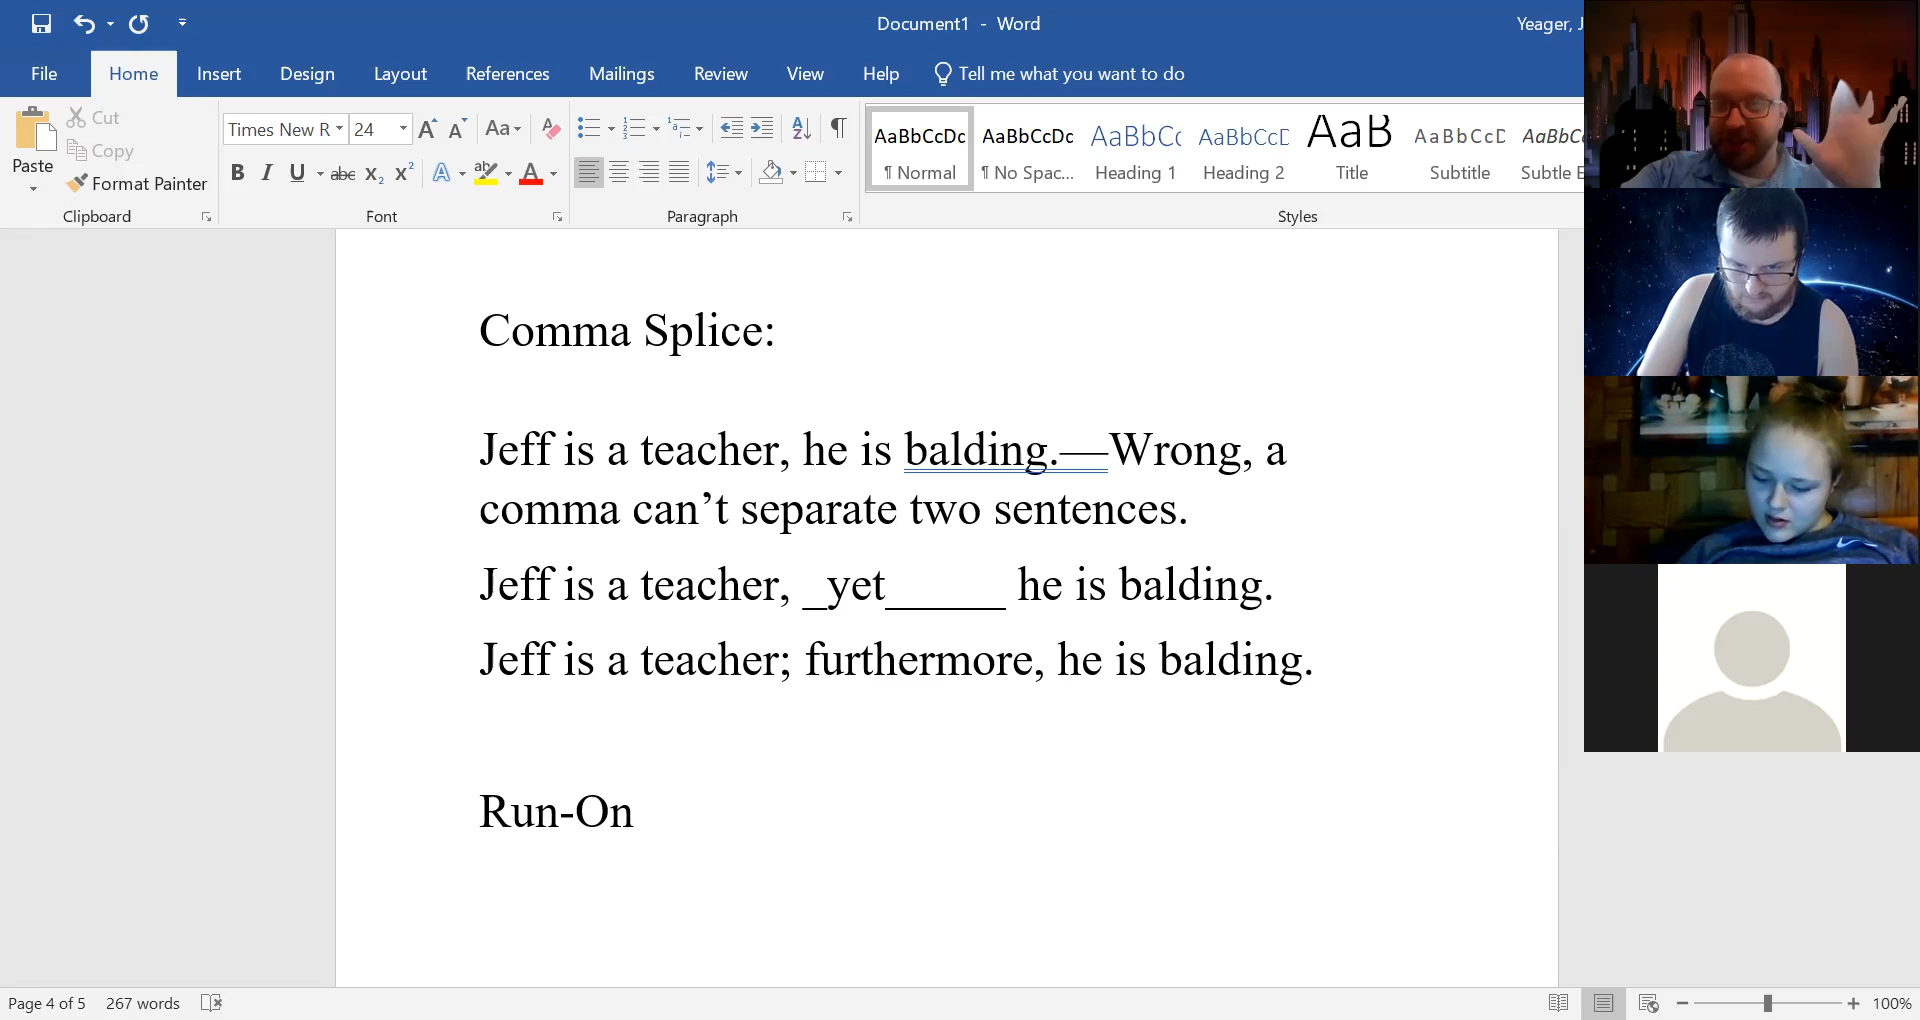 Document1 - Word
Yeager, J
File Home Insert Design Layout References Mailings Review View Help Tell me what you want to do
Paste
Cut
Copy
Format Painter
Clipboard
Times New R 24
Font
Paragraph
AaBbCcDc AaBbCcDc AaBbCc AaBbCcD AaB AaBbCcD AaBbCc
¶ Normal ¶ No Spac... Heading 1 Heading 2 Title Subtitle Subtle E
Styles
Comma Splice:
Jeff is a teacher, he is balding.—Wrong, a
comma can’t separate two sentences.
Jeff is a teacher, _yet_____ he is balding.
Jeff is a teacher; furthermore, he is balding.
Run-On
Page 4 of 5 267 words
100%